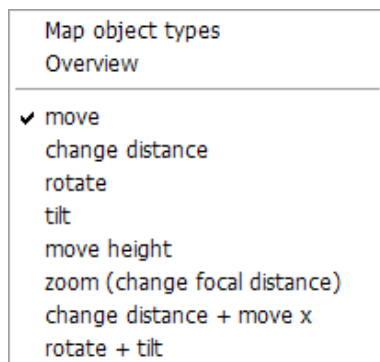 Map object types
Overview
move
change distance
rotate
tilt
move height
zoom (change focal distance)
change distance + move x
rotate + tilt